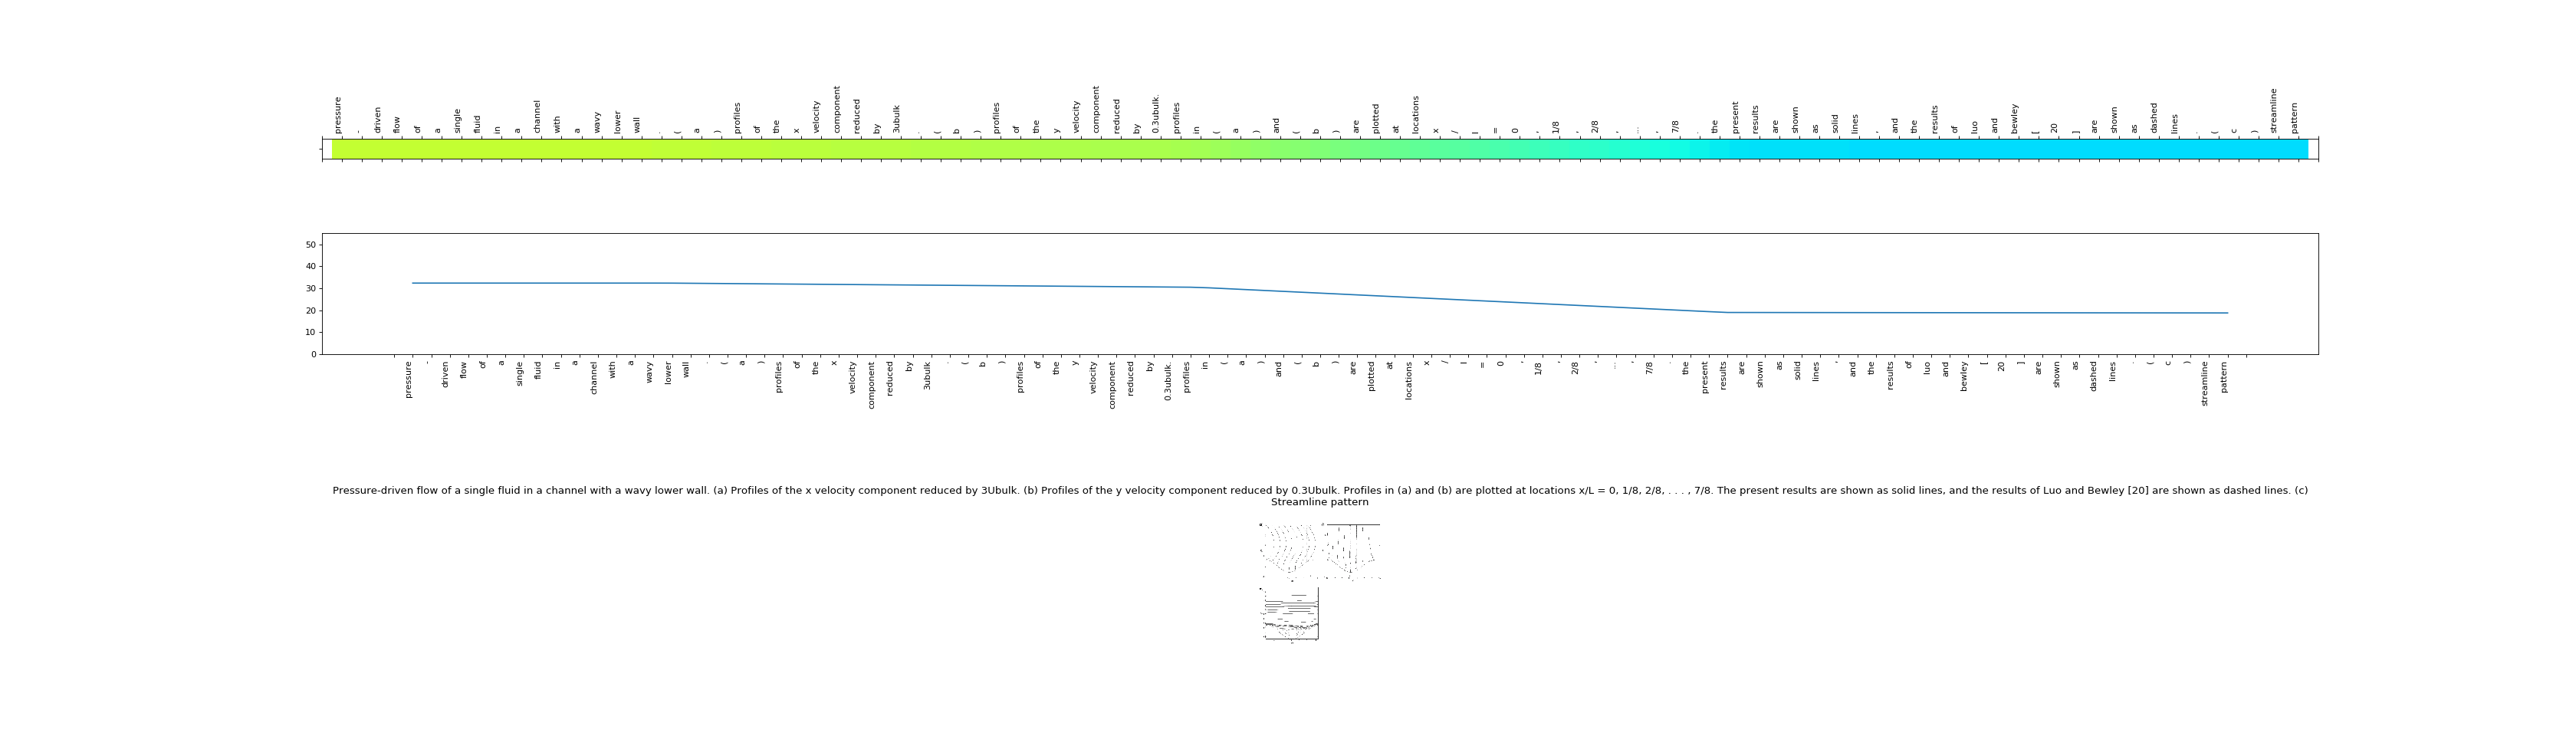 pressure - driven flow of a single fluid in a channel with a wavy lower wall . ( a ) profiles of the x velocity component reduced by 3ubulk . ( b ) profiles of the y velocity component reduced by 0.3ubulk. profiles in ( a ) and ( b ) are plotted at locations x / l = 0 , 1/8 , 2/8 , ... , 7/8 . the present results are shown as solid lines , and the results of luo and bewley [ 20 ] are shown as dashed lines . ( c ) streamline pattern
50
40
30
20
10
0
pressure - driven flow of a single fluid in a channel with a wavy lower wall . ( a ) profiles of the x velocity component reduced by 3ubulk . ( b ) profiles of the y velocity component reduced by 0.3ubulk. profiles in ( a ) and ( b ) are plotted at locations x / l = 0 , 1/8 , 2/8 , ... , 7/8 . the present results are shown as solid lines , and the results of luo and bewley [ 20 ] are shown as dashed lines . ( c ) streamline pattern
Pressure-driven flow of a single fluid in a channel with a wavy lower wall. (a) Profiles of the x velocity component reduced by 3Ubulk. (b) Profiles of the y velocity component reduced by 0.3Ubulk. Profiles in (a) and (b) are plotted at locations x/L = 0, 1/8, 2/8, . . . , 7/8. The present results are shown as solid lines, and the results of Luo and Bewley [20] are shown as dashed lines. (c)
Streamline pattern